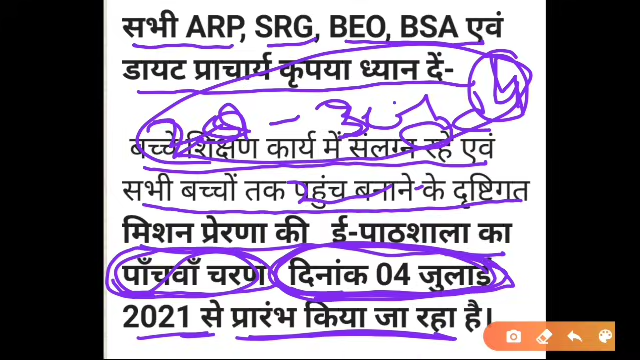 सभी ARP, SRG, BEO, BSA एवं
डायट प्राचार्य कृपया ध्यान दें-
बच्चे शिक्षण कार्य में संलग्न रहे एवं
सभी बच्चों तक पहुंच बनाने के दृष्टिगत
मिशन प्रेरणा की ई-पाठशाला का
पाँचवाँ चरण दिनांक 04 जुलाई
2021 से प्रारंभ किया जा रहा है।